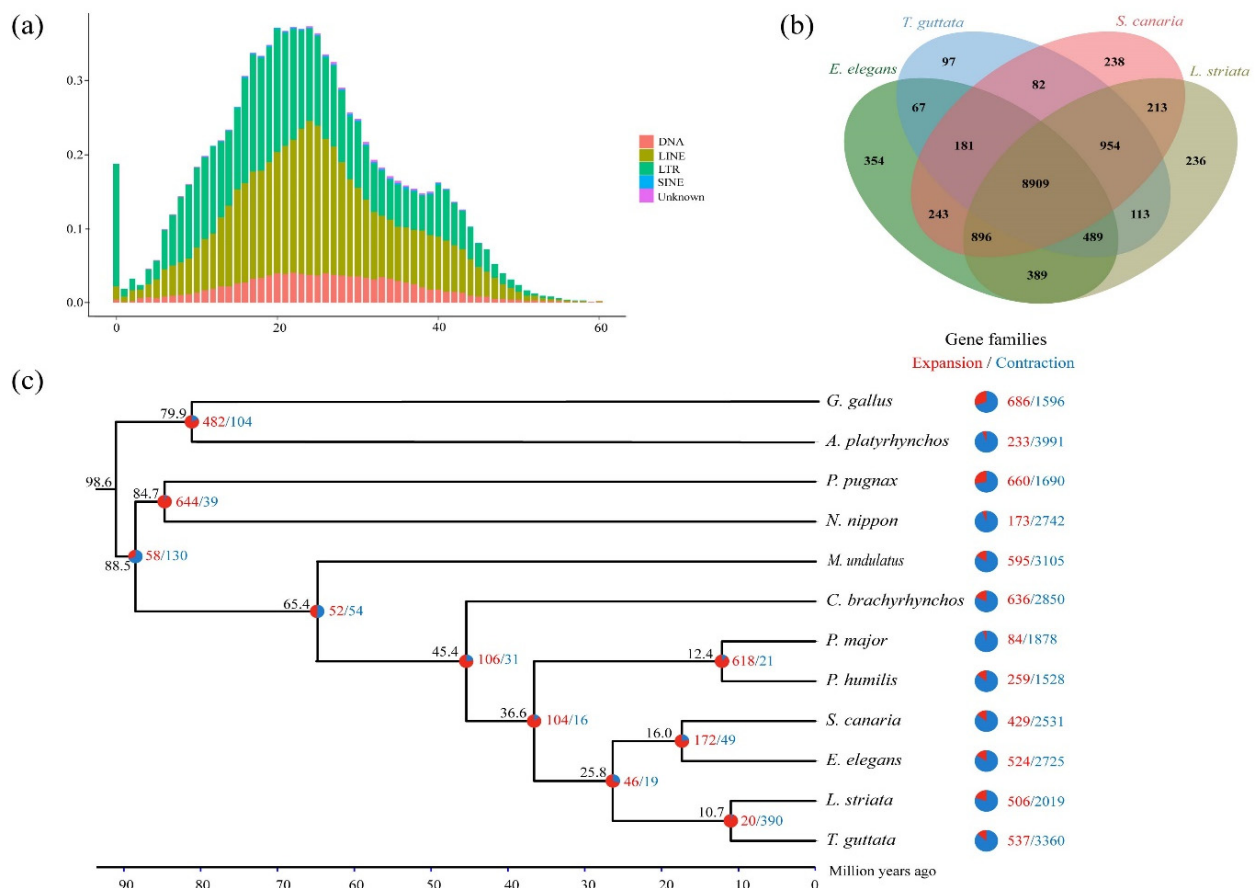 (a)
0.3
0.2
0.1
0.0
0
20
40
60
DNA
LINE
LTR
SINE
Unknown
(b)
T. guttata
S. canaria
E. elegans
L. striata
97
238
82
67
213
181
954
354
236
8909
243
113
896
489
389
Gene families
Expansion / Contraction
(c)
79.9
482/104
98.6
84.7
644/39
58/130
88.5
65.4
52/54
45.4
106/31
12.4
618/21
36.6
104/16
16.0
172/49
25.8
46/19
10.7
20/390
G. gallus 686/1596
A. platyrhynchos 233/3991
P. pugnax 660/1690
N. nippon 173/2742
M. undulatus 595/3105
C. brachyrhynchos 636/2850
P. major 84/1878
P. humilis 259/1528
S. canaria 429/2531
E. elegans 524/2725
L. striata 506/2019
T. guttata 537/3360
90 80 70 60 50 40 30 20 10 0 Million years ago